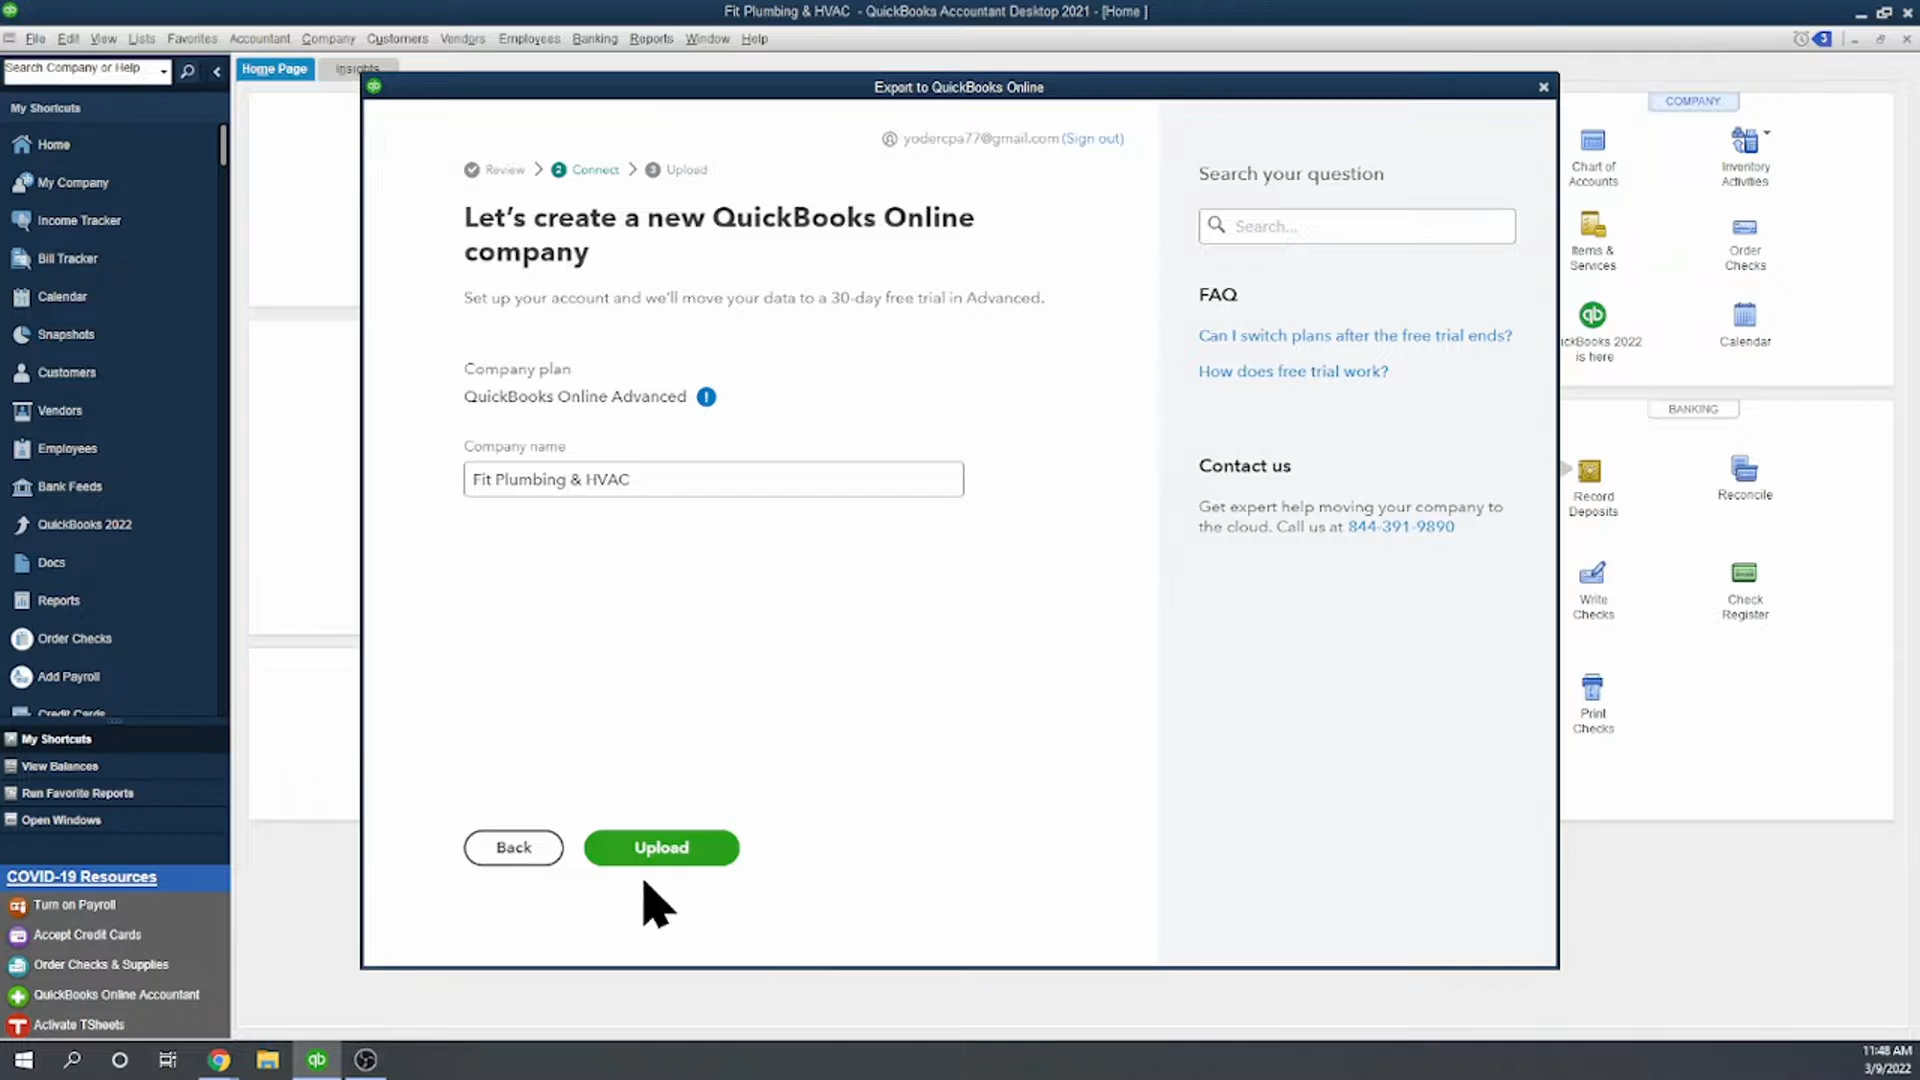 Fit Plumbing & HVAC - QuickBooks Accountant Desktop 2021 - [Home ]
File Edit View Lists Favorites Accountant Company Customers Vendors Employees Banking Reports Window Help
3
Search Company or Help
Home Page
Insights
My Shortcuts
Home
My Company
Income Tracker
Bill Tracker
Calendar
Snapshots
Customers
Vendors
Employees
Bank Feeds
QuickBooks 2022
Docs
Reports
Order Checks
Add Payroll
Credit Cards
My Shortcuts
View Balances
Run Favorite Reports
Open Windows
COVID-19 Resources
Turn on Payroll
Accept Credit Cards
Order Checks & Supplies
QuickBooks Online Accountant
Activate TSheets
Export to QuickBooks Online
yodercpa77@gmail.com (Sign out)
Review
2 Connect
3 Upload
Let's create a new QuickBooks Online
company
Set up your account and we'll move your data to a 30-day free trial in Advanced.
Company plan
QuickBooks Online Advanced
Company name
Fit Plumbing & HVAC
Back
Upload
Search your question
Search...
FAQ
Can I switch plans after the free trial ends?
How does free trial work?
Contact us
Get expert help moving your company to
the cloud. Call us at 844-391-9890
COMPANY
Chart of
Accounts
Inventory
Activities
Items &
Services
Order
Checks
qb
ickBooks 2022
is here
Calendar
BANKING
Record
Deposits
Reconcile
Write
Checks
Check
Register
Print
Checks
qb
11:48 AM
3/9/2022